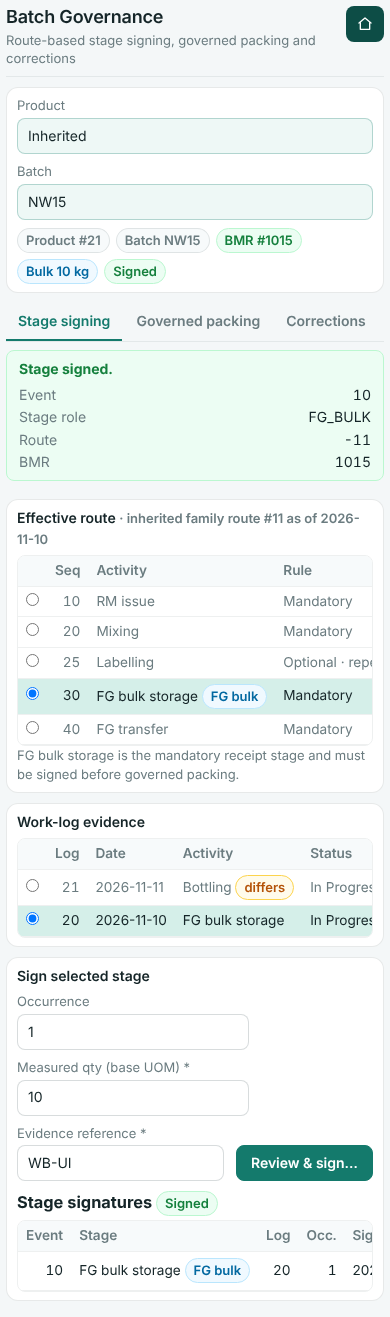 Batch Governance
Route-based stage signing, governed packing and
corrections
Product
Inherited
Batch
NW15
Product #21 Batch NW15 BMR #1015
Bulk 10 kg Signed
Stage signing Governed packing Corrections
Stage signed.
Event 10
Stage role FG_BULK
Route -11
BMR 1015
Effective route · inherited family route #11 as of 2026-
11-10
Seq Activity Rule
10 RM issue Mandatory
20 Mixing Mandatory
25 Labelling Optional · repe
30 FG bulk storage FG bulk Mandatory
40 FG transfer Mandatory
FG bulk storage is the mandatory receipt stage and must
be signed before governed packing.
Work-log evidence
Log Date Activity Status
21 2026-11-11 Bottling differs In Progres
20 2026-11-10 FG bulk storage In Progres
Sign selected stage
Occurrence
1
Measured qty (base UOM) *
10
Evidence reference *
WB-UI Review & sign...
Stage signatures Signed
Event Stage Log Occ. Sig
10 FG bulk storage FG bulk 20 1 202